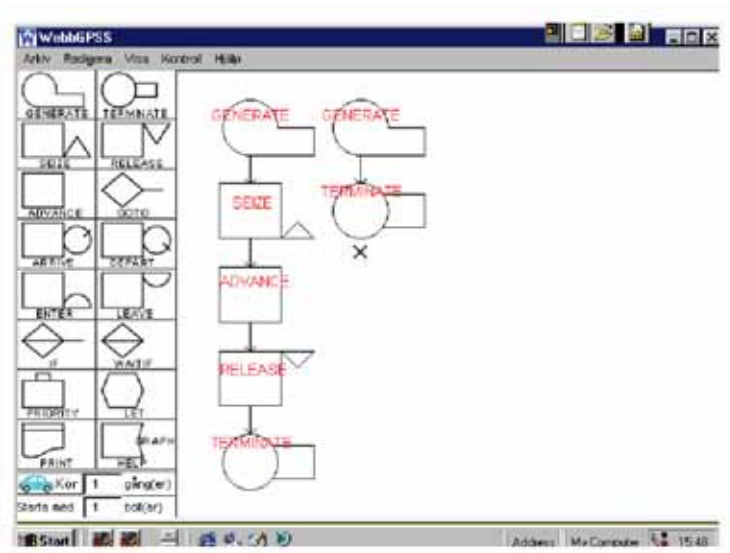 WebbGPSS
Arkiv Redigera Visa Kontroll Hjälp
GENERATE TERMINATE
SEIZE RELEASE
ADVANCE GOTO
ARRIVE DEPART
ENTER LEAVE
IF WAITIF
PRIORITY LET
GRAPH
PRINT HELP
Kör 1 gång(er)
Starta med 1 boll(ar)
GENERATE GENERATE
SEIZE TERMINATE
ADVANCE
RELEASE
TERMINATE
Start Address My Computer 15:48